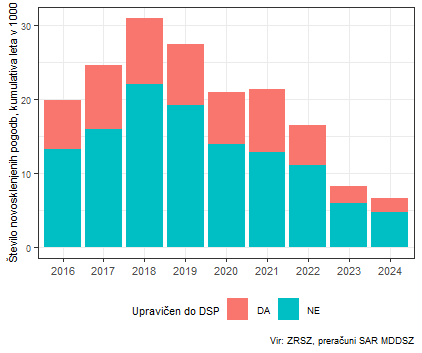 Število novosklenjenih pogodb, kumulativa leta v 1000
30
20
10
0
2016 2017 2018 2019 2020 2021 2022 2023 2024
Upravičen do DSP DA NE
Vir: ZRSZ, preračuni SAR MDDSZ